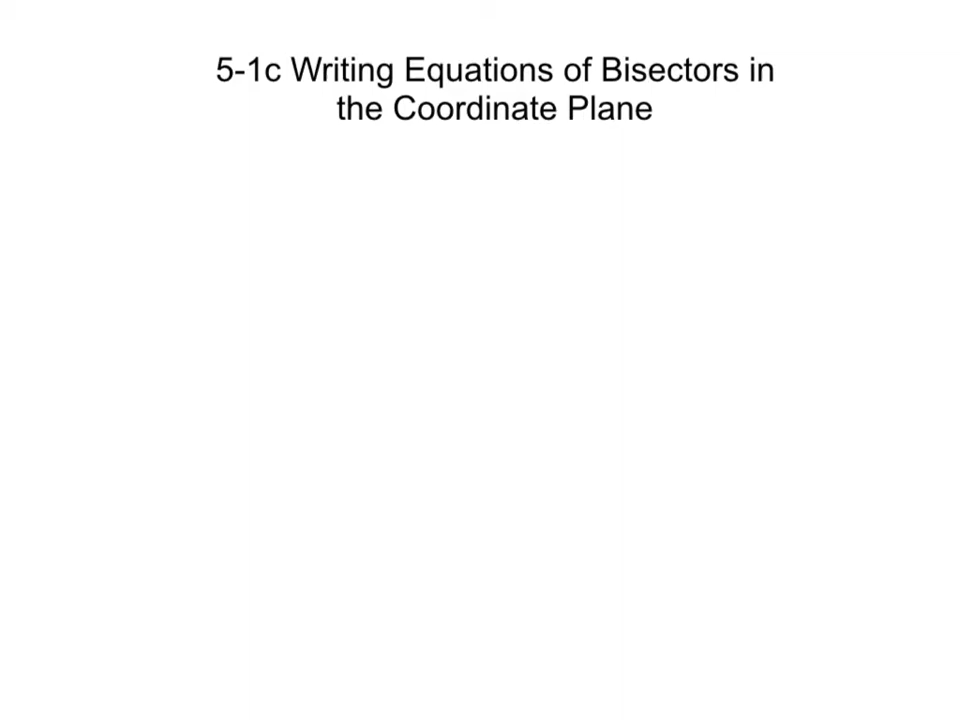 5-1c Writing Equations of Bisectors in
the Coordinate Plane